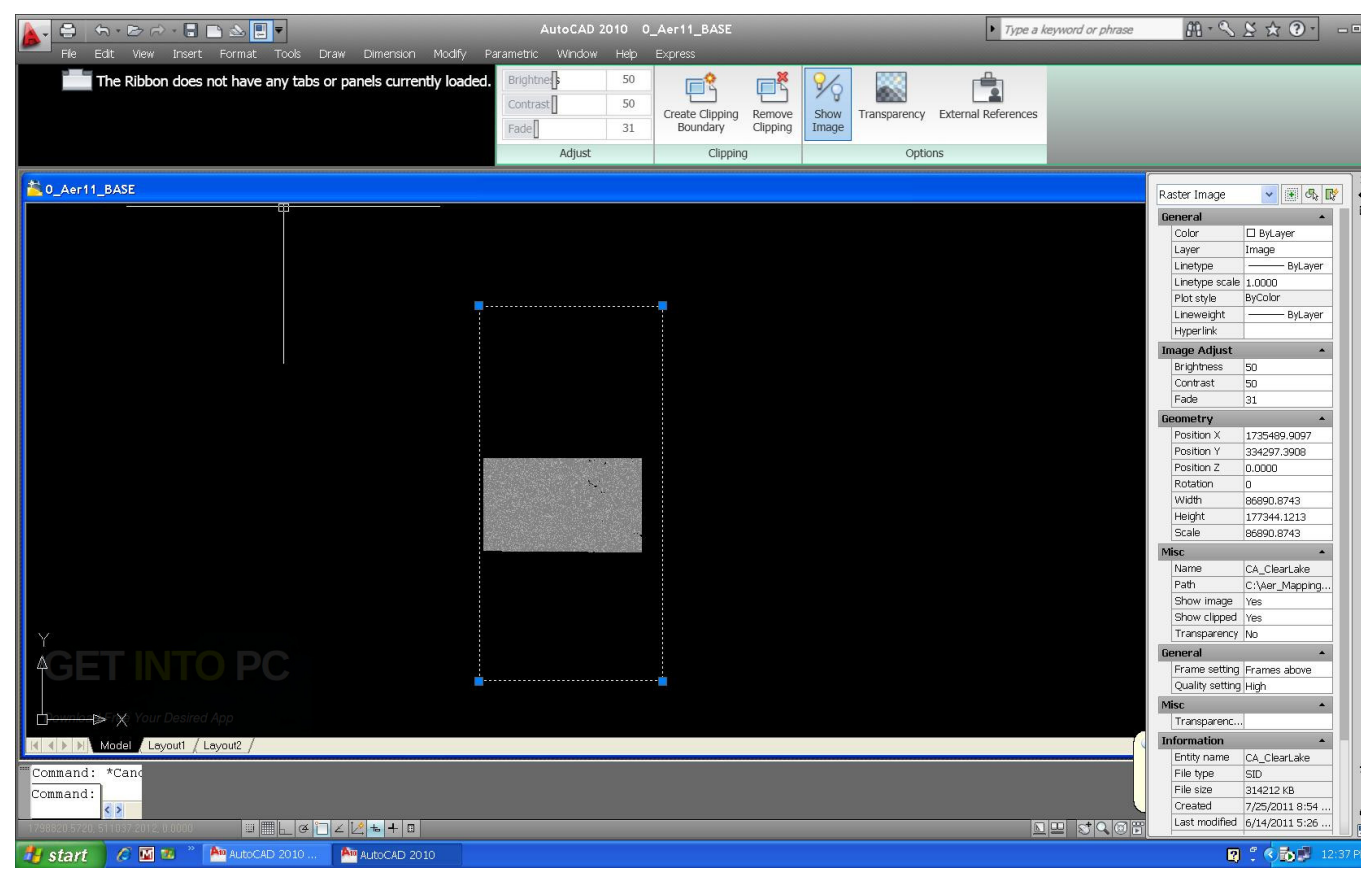 AutoCAD 2010 0_Aer11_BASE
Type a keyword or phrase
File Edit View Insert Format Tools Draw Dimension Modify Parametric Window Help Express
The Ribbon does not have any tabs or panels currently loaded.
Brightness 50
Contrast 50
Fade 31
Adjust
Create Clipping Boundary
Remove Clipping
Clipping
Show Image
Transparency
External References
Options
0_Aer11_BASE
Raster Image
General
Color ByLayer
Layer Image
Linetype ByLayer
Linetype scale 1.0000
Plot style ByColor
Lineweight ByLayer
Hyperlink
Image Adjust
Brightness 50
Contrast 50
Fade 31
Geometry
Position X 1735489.9097
Position Y 334297.3908
Position Z 0.0000
Rotation 0
Width 86890.8743
Height 177344.1213
Scale 86890.8743
Misc
Name CA_ClearLake
Path C:\Aer_Mapping...
Show image Yes
Show clipped Yes
Transparency No
General
Frame setting Frames above
Quality setting High
Misc
Transparenc...
Information
Entity name CA_ClearLake
File type SID
File size 314212 KB
Created 7/25/2011 8:54 ...
Last modified 6/14/2011 5:26 ...
Y
GET INTO PC
Your Desired App
X
Model Layout1 Layout2
Command: *Canc
Command:
start AutoCAD 2010 ... AutoCAD 2010 12:37 P